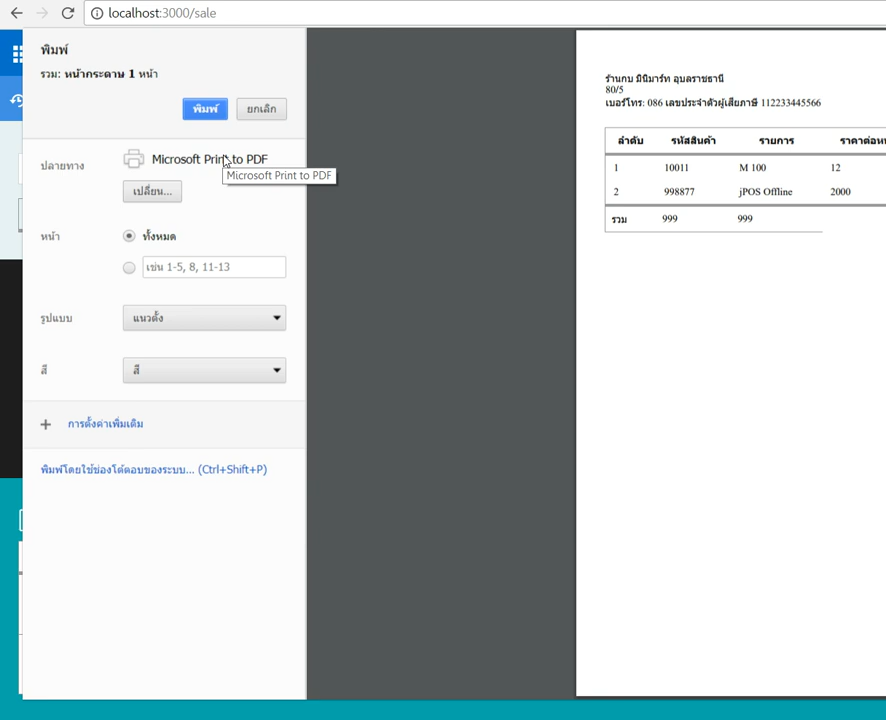 localhost:3000/sale
พิมพ์
รวม: หน้ากระดาษ 1 หน้า
พิมพ์ ยกเลิก
ปลายทาง Microsoft Print to PDF
Microsoft Print to PDF
เปลี่ยน...
หน้า ทั้งหมด
เช่น 1-5, 8, 11-13
รูปแบบ แนวตั้ง
สี สี
การตั้งค่าเพิ่มเติม
พิมพ์โดยใช้ช่องโต้ตอบของระบบ... (Ctrl+Shift+P)
ร้านกบ มินิมาร์ท อุบลราชธานี
80/5
เบอร์โทร: 086 เลขประจำตัวผู้เสียภาษี 112233445566
ลำดับ รหัสสินค้า รายการ ราคาต่อหน
1 10011 M 100 12
2 998877 jPOS Offline 2000
รวม 999 999